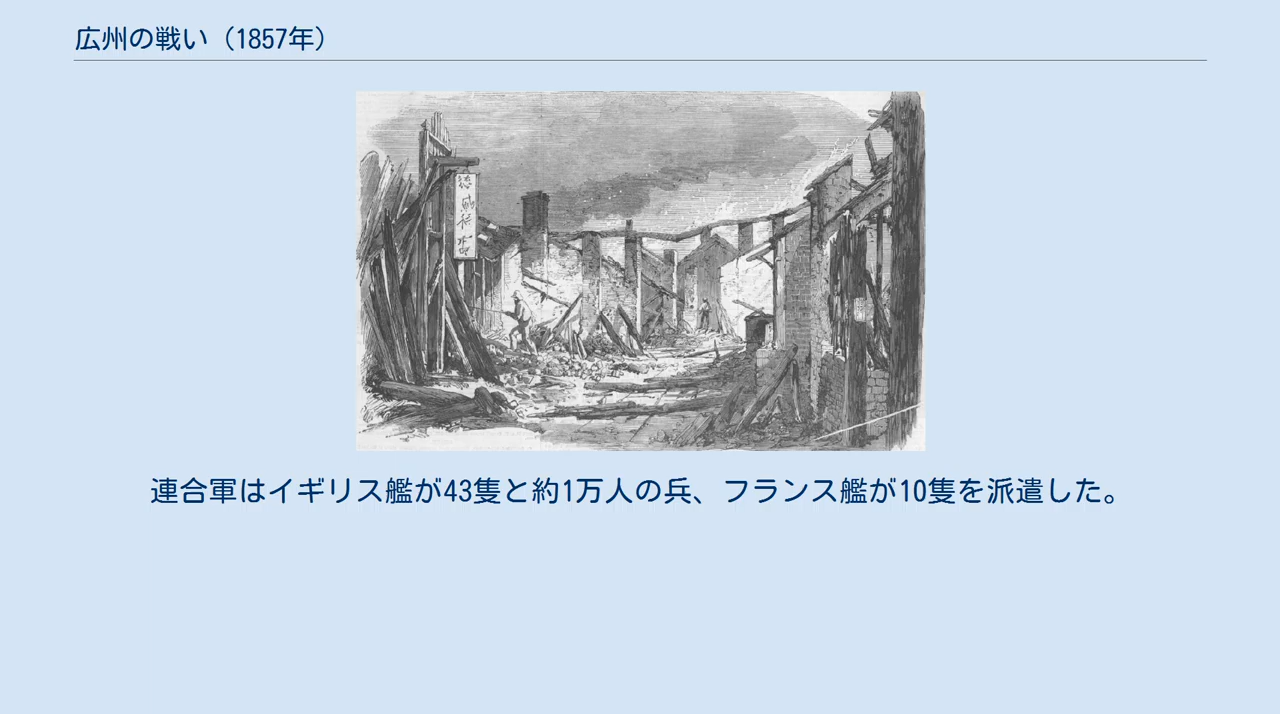 広州の戦い（1857年）
連合軍はイギリス艦が43隻と約1万人の兵、フランス艦が10隻を派遣した。